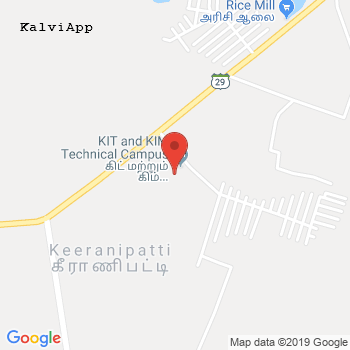 KalviApp
Rice Mill
அரிசி ஆலை
29
KIT and KIM
Technical Campus
கிட் மற்றும்
கிம்...
Keeranipatti
கீராணிபட்டி
Google
Map data ©2019 Google